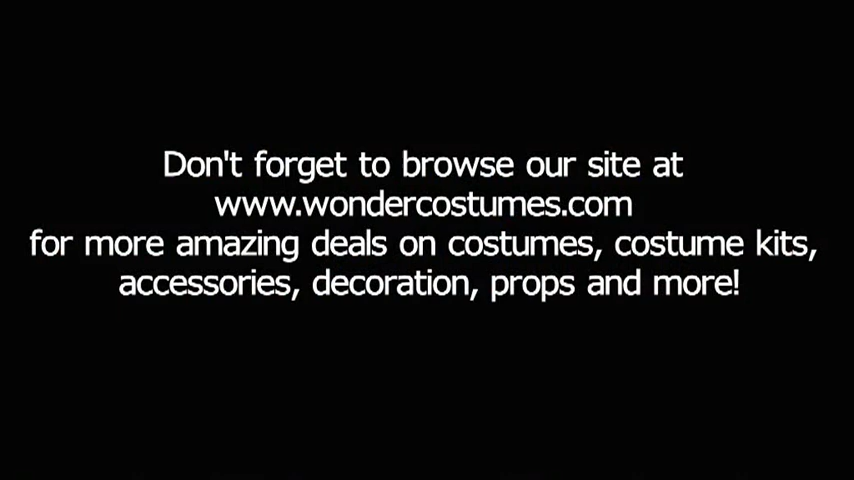 Don't forget to browse our site at
www.wondercostumes.com
for more amazing deals on costumes, costume kits,
accessories, decoration, props and more!